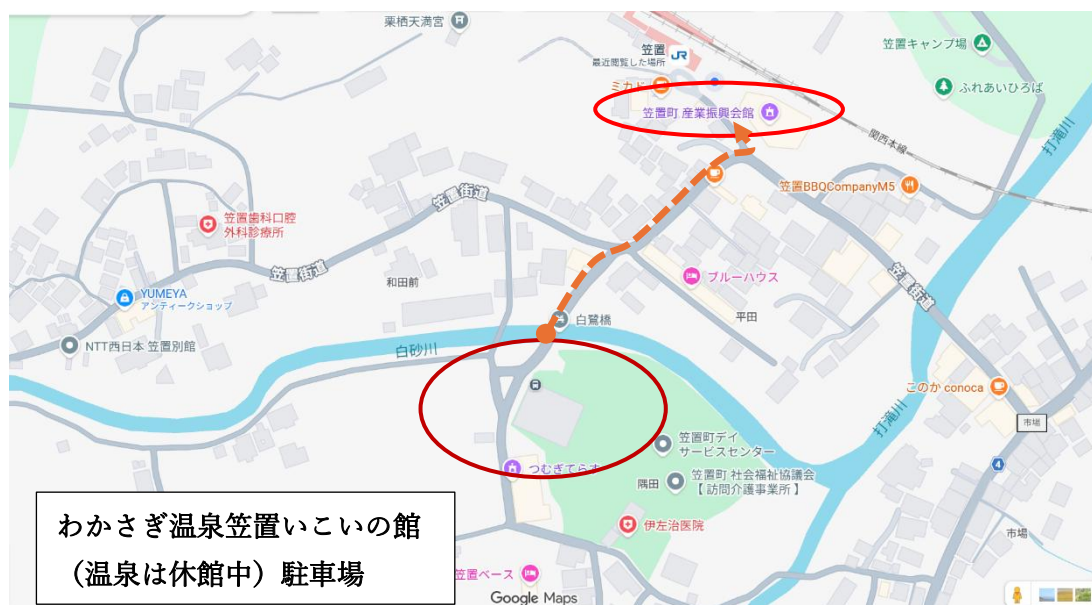 栗栖天満宮
笠置
最近閲覧した場所
JR
ミカド
笠置町 産業振興会館
笠置キャンプ場
ふれあいひろば
打滝川
関西本線
笠置BBQCompanyM5
笠置街道
笠置歯科口腔
外科診療所
笠置街道
和田前
ブルーハウス
笠置街道
YUMEYA
アンティークショップ
平田
白鷺橋
NTT西日本 笠置別館
白砂川
このか conoca
打滝川
市場
笠置町デイ
サービスセンター
4
つむぎてらす
隅田
笠置町 社会福祉協議会
【 訪問介護事業所 】
伊左治医院
市場
わかさぎ温泉笠置いこいの館
（温泉は休館中）駐車場
笠置ベース
Google Maps